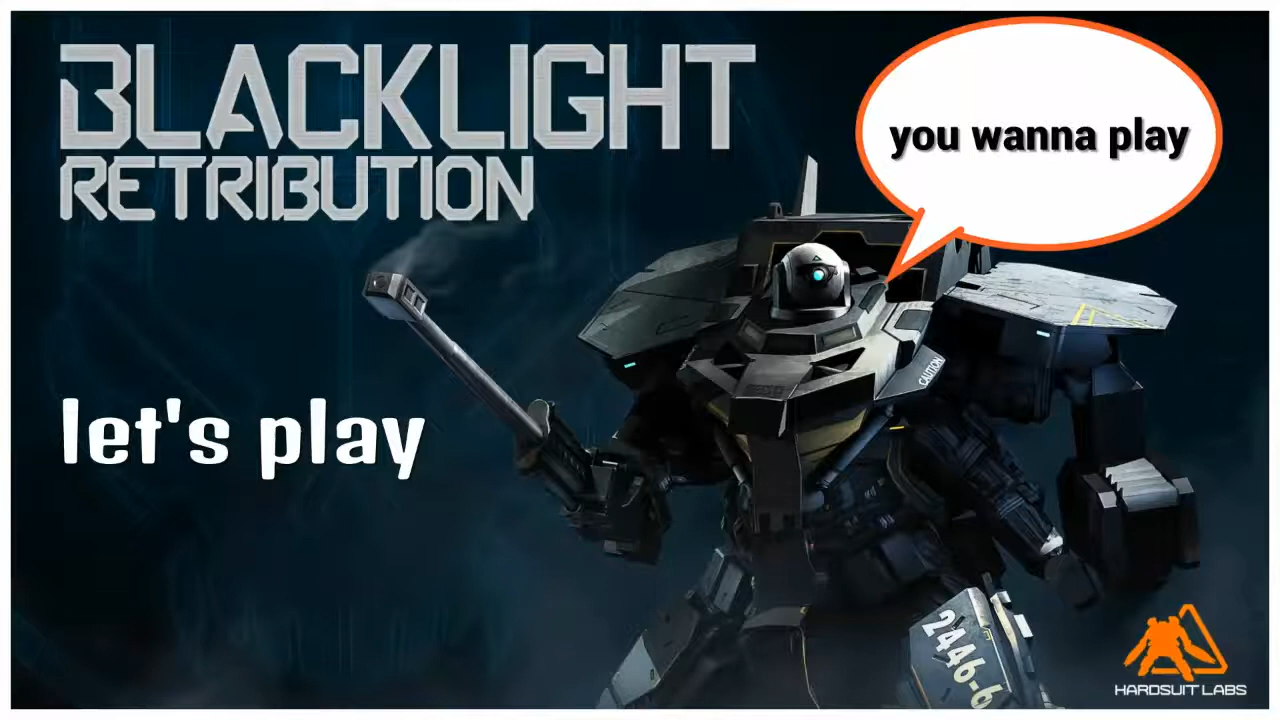 BLACKLIGHT
RETRIBUTION
you wanna play
let's play
CAUTION
2446-6
HARDSUIT LABS